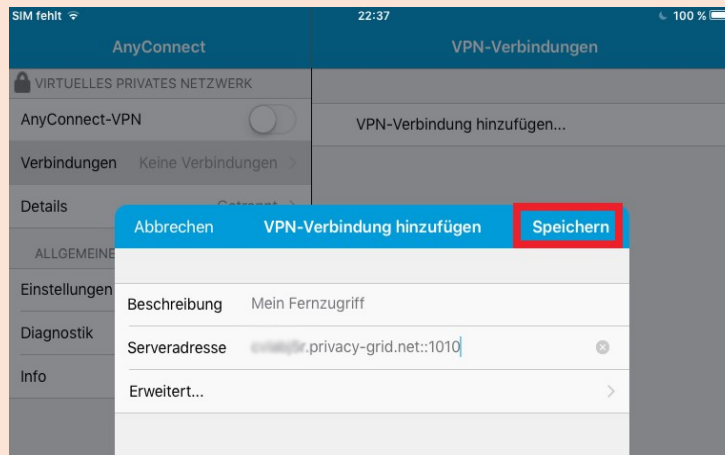 SIM fehlt 22:37 100 %
AnyConnect VPN-Verbindungen
VIRTUELLES PRIVATES NETZWERK
AnyConnect-VPN
VPN-Verbindung hinzufügen...
Verbindungen Keine Verbindungen
Details
Abbrechen VPN-Verbindung hinzufügen Speichern
ALLGEMEINE
Einstellungen
Beschreibung Mein Fernzugriff
Diagnostik
Serveradresse .privacy-grid.net::1010
Info
Erweitert...